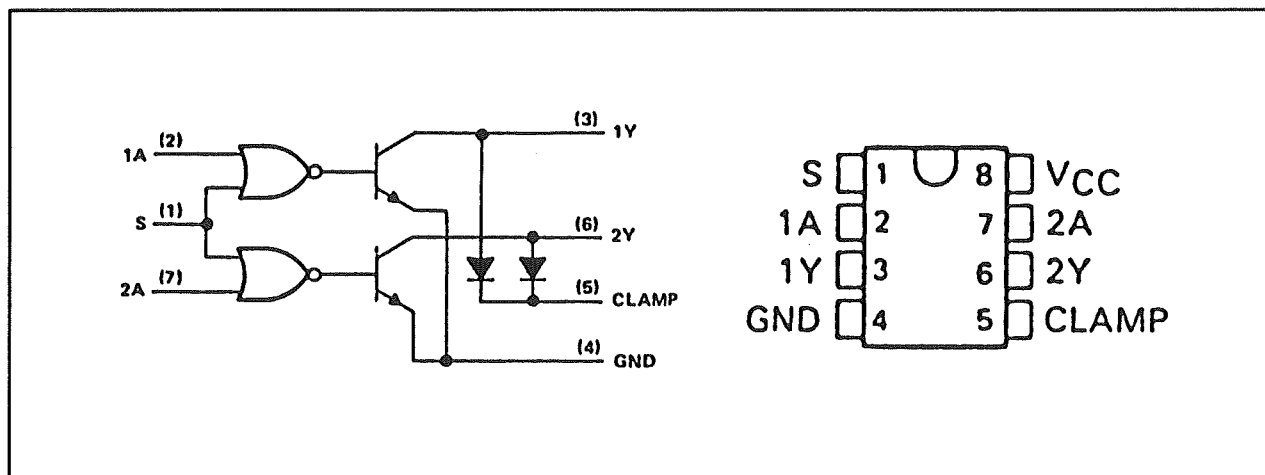 (3) 1Y
1A (2)
S (1)
(6) 2Y
2A (7)
(5) CLAMP
(4) GND
S 1 8 VCC
1A 2 7 2A
1Y 3 6 2Y
GND 4 5 CLAMP